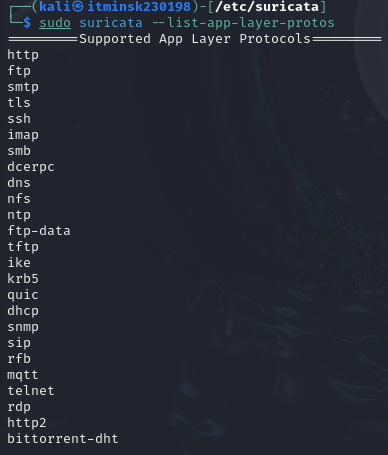 ┌──(kali㉿itminsk230198)-[/etc/suricata]
└─$ sudo suricata --list-app-layer-protos
=========Supported App Layer Protocols=========
http
ftp
smtp
tls
ssh
imap
smb
dcerpc
dns
nfs
ntp
ftp-data
tftp
ike
krb5
quic
dhcp
snmp
sip
rfb
mqtt
telnet
rdp
http2
bittorrent-dht